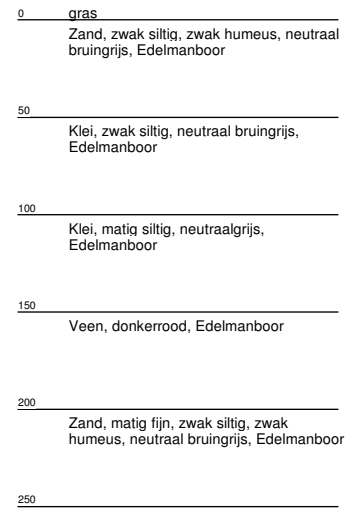 0 gras
Zand, zwak siltig, zwak humeus, neutraal
bruingrijs, Edelmanboor
50
Klei, zwak siltig, neutraal bruingrijs,
Edelmanboor
100
Klei, matig siltig, neutraalgrijs,
Edelmanboor
150
Veen, donkerrood, Edelmanboor
200
Zand, matig fijn, zwak siltig, zwak
humeus, neutraal bruingrijs, Edelmanboor
250